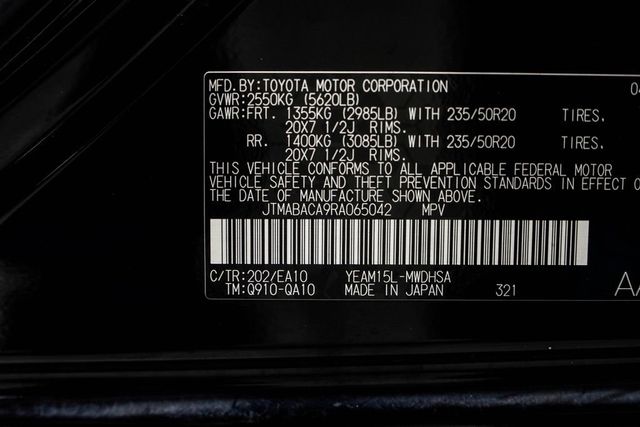 MFD. BY: TOYOTA MOTOR CORPORATION 04
GVWR: 2550KG (5620LB)
GAWR: FRT. 1355KG (2985LB) WITH 235/50R20 TIRES.
20X7 1/2J RIMS.
RR. 1400KG (3085LB) WITH 235/50R20 TIRES.
20X7 1/2J RIMS.
THIS VEHICLE CONFORMS TO ALL APPLICABLE FEDERAL MOTOR
VEHICLE SAFETY AND THEFT PREVENTION STANDARDS IN EFFECT O
THE DATE OF MANUFACTURE SHOWN ABOVE.
JTMABACA9RA065042 MPV
C/TR: 202/EA10 YEAM15L-MWDHSA
TM: Q910-QA10 MADE IN JAPAN 321 AA